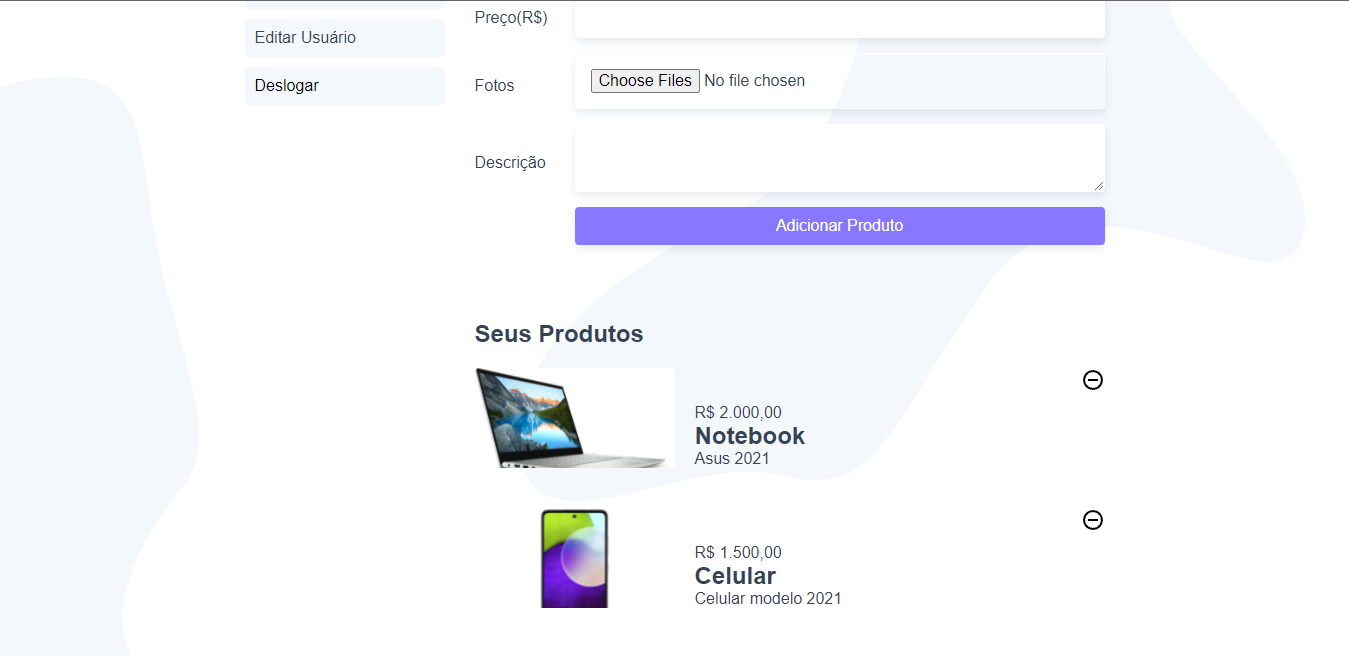 Preço(R$)
Editar Usuário
Deslogar
Fotos
Choose Files No file chosen
Descrição
Adicionar Produto
Seus Produtos
R$ 2.000,00
Notebook
Asus 2021
R$ 1.500,00
Celular
Celular modelo 2021